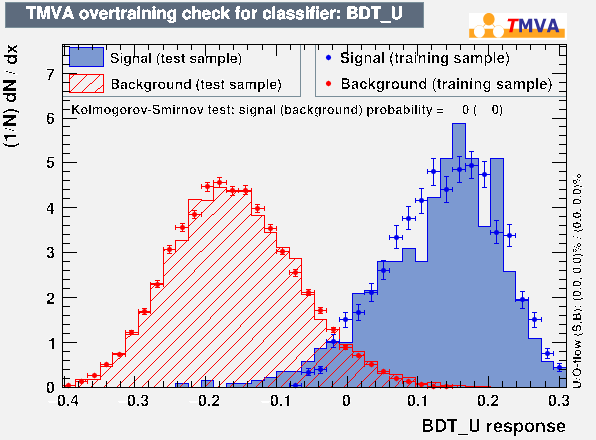 TMVA overtraining check for classifier: BDT_U
TMVA
(1/N) dN / dx
Signal (test sample)
Background (test sample)
Signal (training sample)
Background (training sample)
Kolmogorov-Smirnov test: signal (background) probability = 0 ( 0)
7
6
5
4
3
2
1
0
-0.4 -0.3 -0.2 -0.1 0 0.1 0.2 0.3
BDT_U response
U/O-flow (S,B): (0.0, 0.0)% / (0.0, 0.0)%